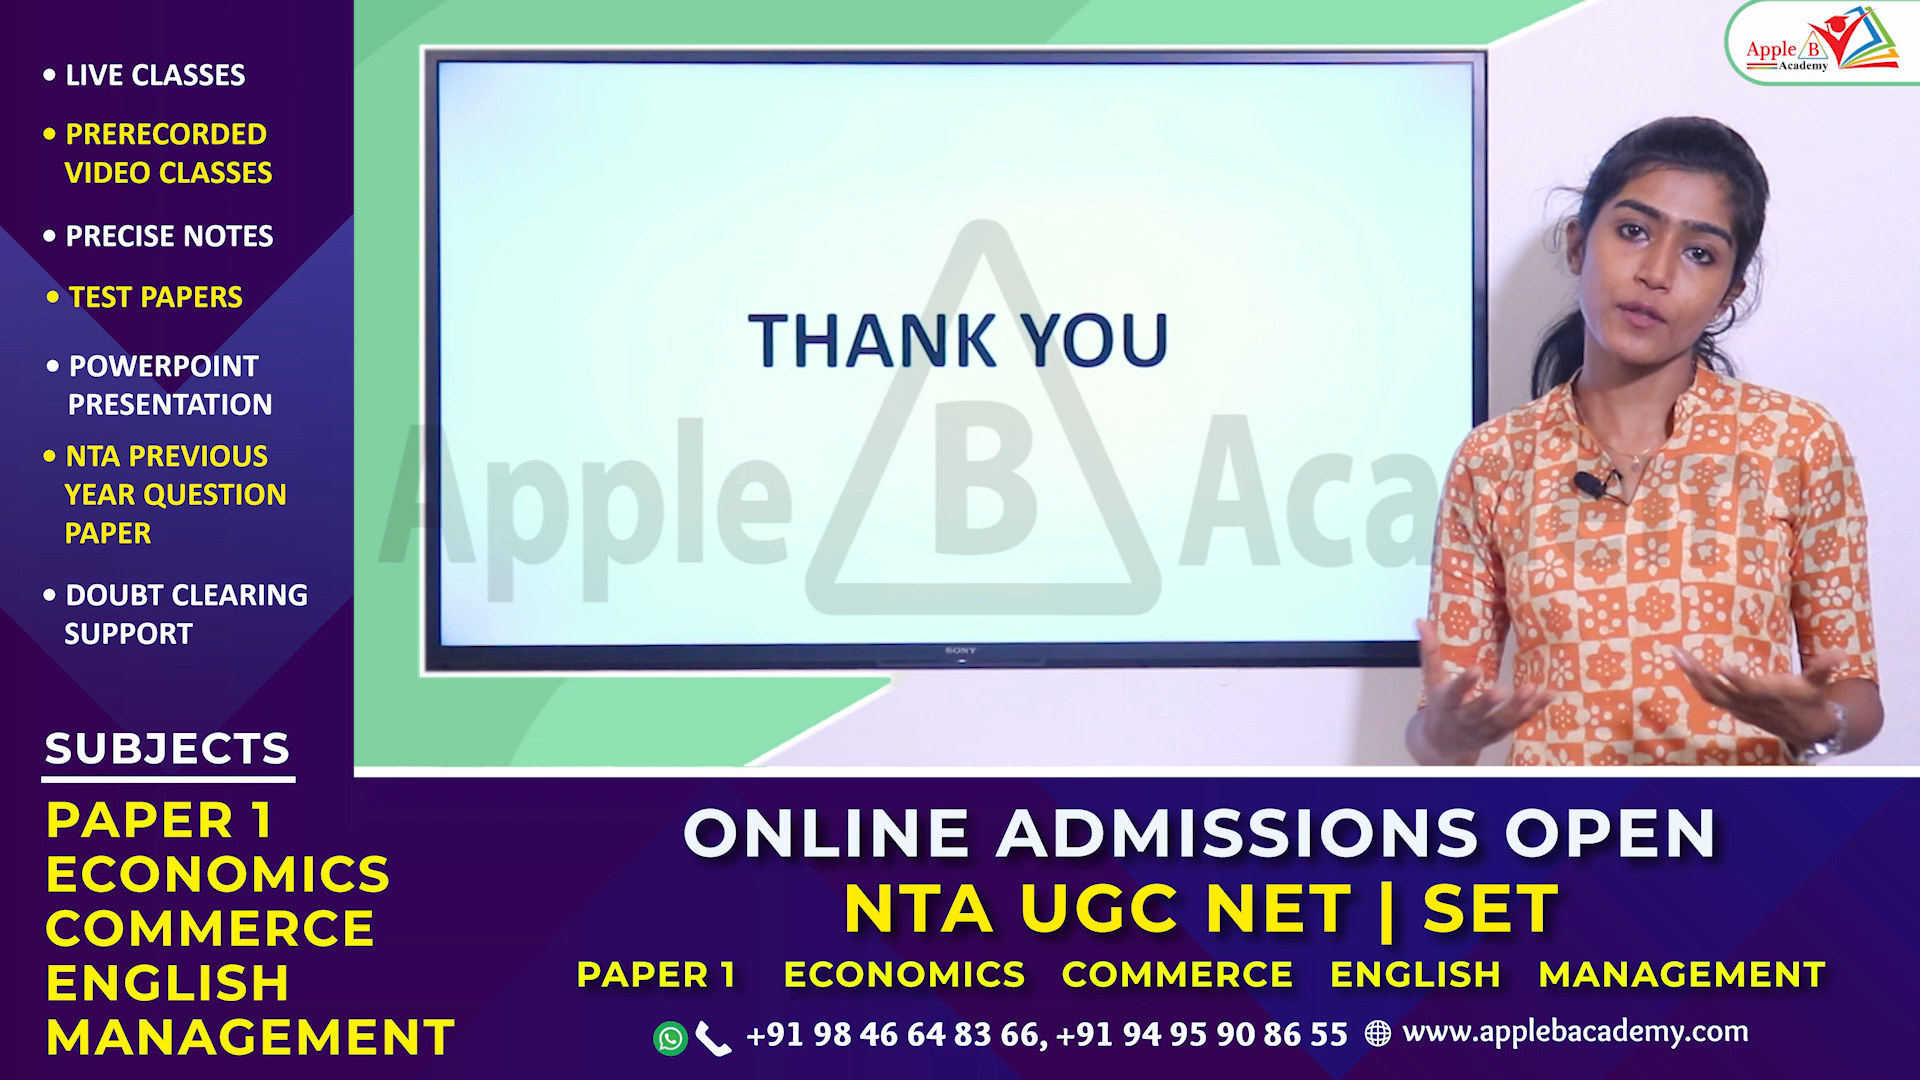 • LIVE CLASSES
• PRERECORDED
VIDEO CLASSES
• PRECISE NOTES
• TEST PAPERS
• POWERPOINT
PRESENTATION
• NTA PREVIOUS
YEAR QUESTION
PAPER
• DOUBT CLEARING
SUPPORT
SUBJECTS
PAPER 1
ECONOMICS
COMMERCE
ENGLISH
MANAGEMENT
Apple B
Academy
THANK YOU
Apple B Academ
SONY
ONLINE ADMISSIONS OPEN
NTA UGC NET | SET
PAPER 1 ECONOMICS COMMERCE ENGLISH MANAGEMENT
+91 98 46 64 83 66, +91 94 95 90 86 55 www.applebacademy.com